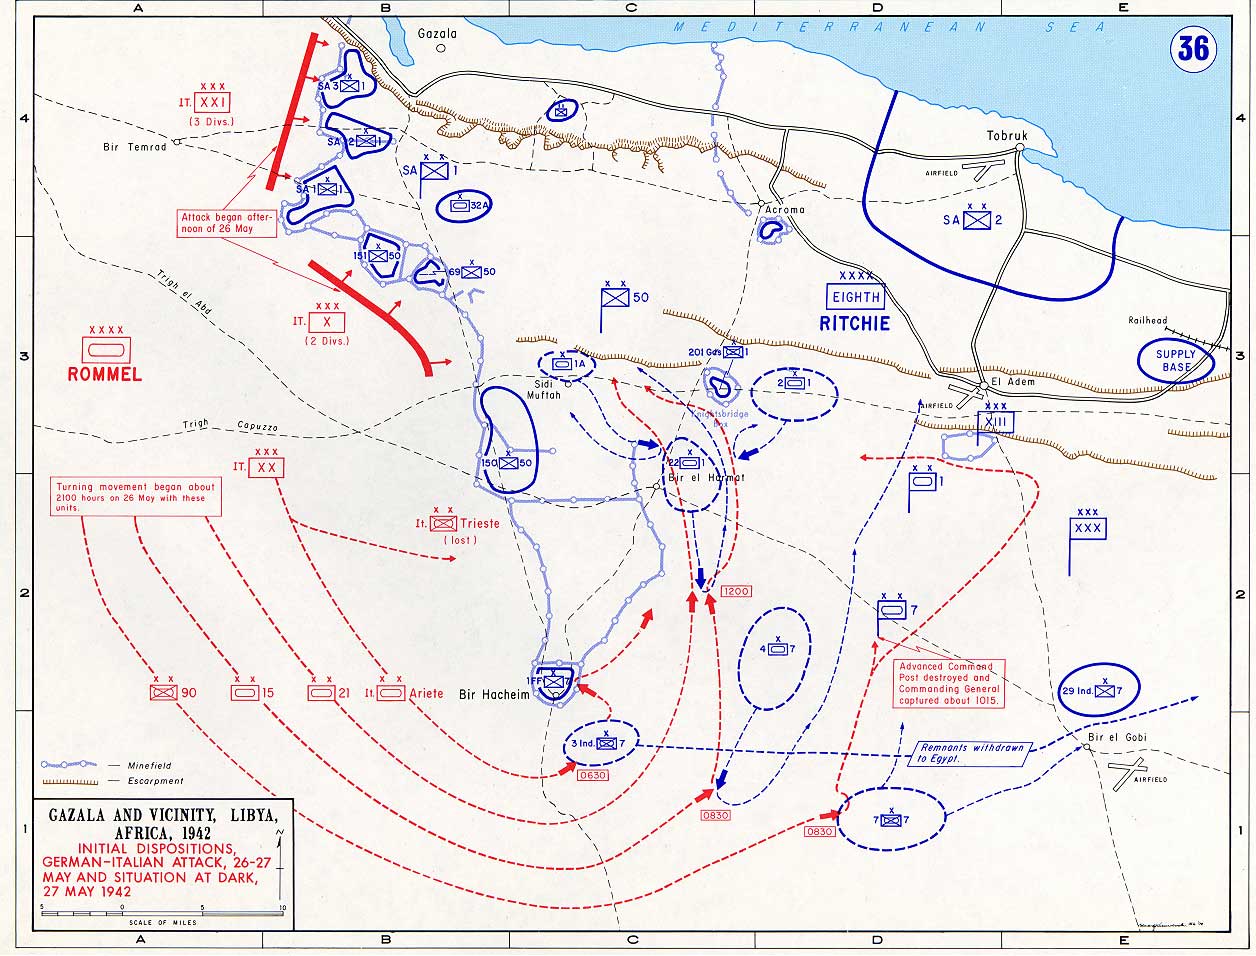 A B C D E
MEDITERRANEAN SEA
36
Gazala
X X X
IT. XXI
(3 Divs.)
X
SA 3 1
X
4
4
Bir Temrad
X
SA 2 1
X X
SA 1
X
SA 1 1
X
32A
Tobruk
AIRFIELD
X X
SA 2
Acroma
Attack began after-
noon of 26 May
X
151 50
X
69 50
Trigh el Abd
X X
50
X X X X
EIGHTH
RITCHIE
X X X
IT. X
(2 Divs.)
Railhead
SUPPLY
BASE
X X X X
ROMMEL
3
3
X
1A
Sidi
Muftah
X
201 Gds 1
Knightsbridge
Box
X
2 1
El Adem
AIRFIELD
X X X
XIII
Trigh Capuzzo
X X X
IT. XX
X
150 50
X
22 1
Bir el Harmat
X X
1
Turning movement began about
2100 hours on 26 May with these
units.
X X
It. Trieste
(lost)
X X X
XXX
2
2
1200
X X
7
X
4 7
Advanced Command
Post destroyed and
Commanding General
captured about 1015.
X X
90
X X
15
X X
21
X X
It. Ariete
Bir Hacheim
X
1FF 7
X
29 Ind. 7
X
3 Ind. 7
0630
Remnants withdrawn
to Egypt.
Bir el Gobi
AIRFIELD
Minefield
Escarpment
0830
0830
X
7 7
1
1
GAZALA AND VICINITY, LIBYA,
AFRICA, 1942
INITIAL DISPOSITIONS,
GERMAN-ITALIAN ATTACK, 26-27
MAY AND SITUATION AT DARK,
27 MAY 1942
N
5 0 5 10
SCALE OF MILES
A B C D E